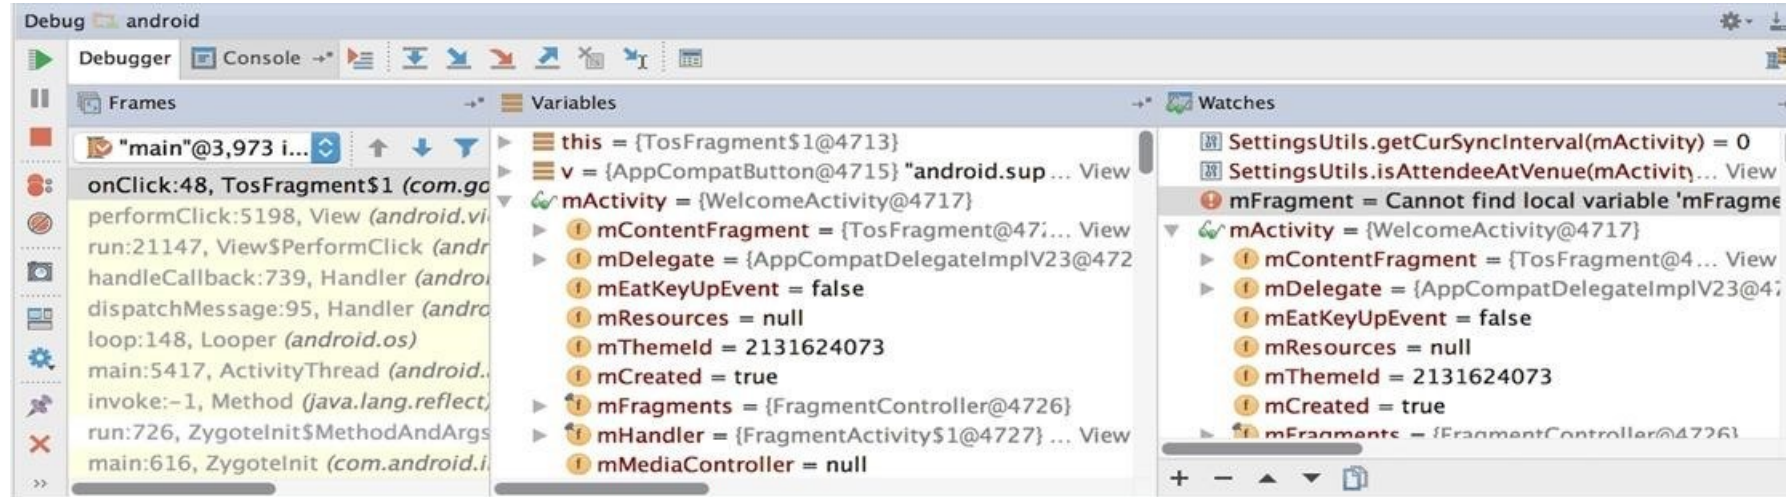 Debug android
Debugger Console
Frames
"main"@3,973 i...
onClick:48, TosFragment$1 (com.go
performClick:5198, View (android.vi
run:21147, View$PerformClick (andr
handleCallback:739, Handler (androi
dispatchMessage:95, Handler (andro
loop:148, Looper (android.os)
main:5417, ActivityThread (android.
invoke:-1, Method (java.lang.reflect)
run:726, ZygoteInit$MethodAndArgs
main:616, ZygoteInit (com.android.i
Variables
this = {TosFragment$1@4713}
v = {AppCompatButton@4715} "android.sup... View
mActivity = {WelcomeActivity@4717}
mContentFragment = {TosFragment@47... View
mDelegate = {AppCompatDelegateImplV23@472
mEatKeyUpEvent = false
mResources = null
mThemeId = 2131624073
mCreated = true
mFragments = {FragmentController@4726}
mHandler = {FragmentActivity$1@4727} ... View
mMediaController = null
Watches
SettingsUtils.getCurSyncInterval(mActivity) = 0
SettingsUtils.isAttendeeAtVenue(mActivity... View
mFragment = Cannot find local variable 'mFragme
mActivity = {WelcomeActivity@4717}
mContentFragment = {TosFragment@4... View
mDelegate = {AppCompatDelegateImplV23@47
mEatKeyUpEvent = false
mResources = null
mThemeId = 2131624073
mCreated = true
mFragments = {FragmentController@4726}